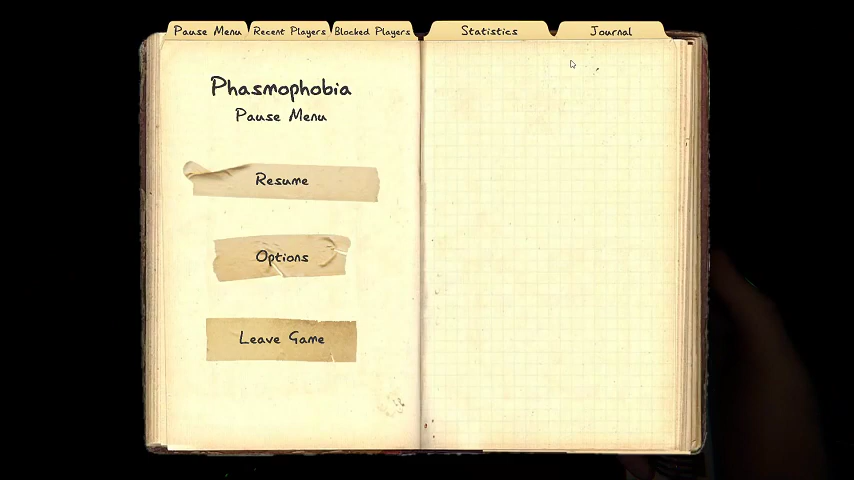 Pause Menu
Recent Players
Blocked Players
Statistics
Journal
Phasmophobia
Pause Menu
Resume
Options
Leave Game